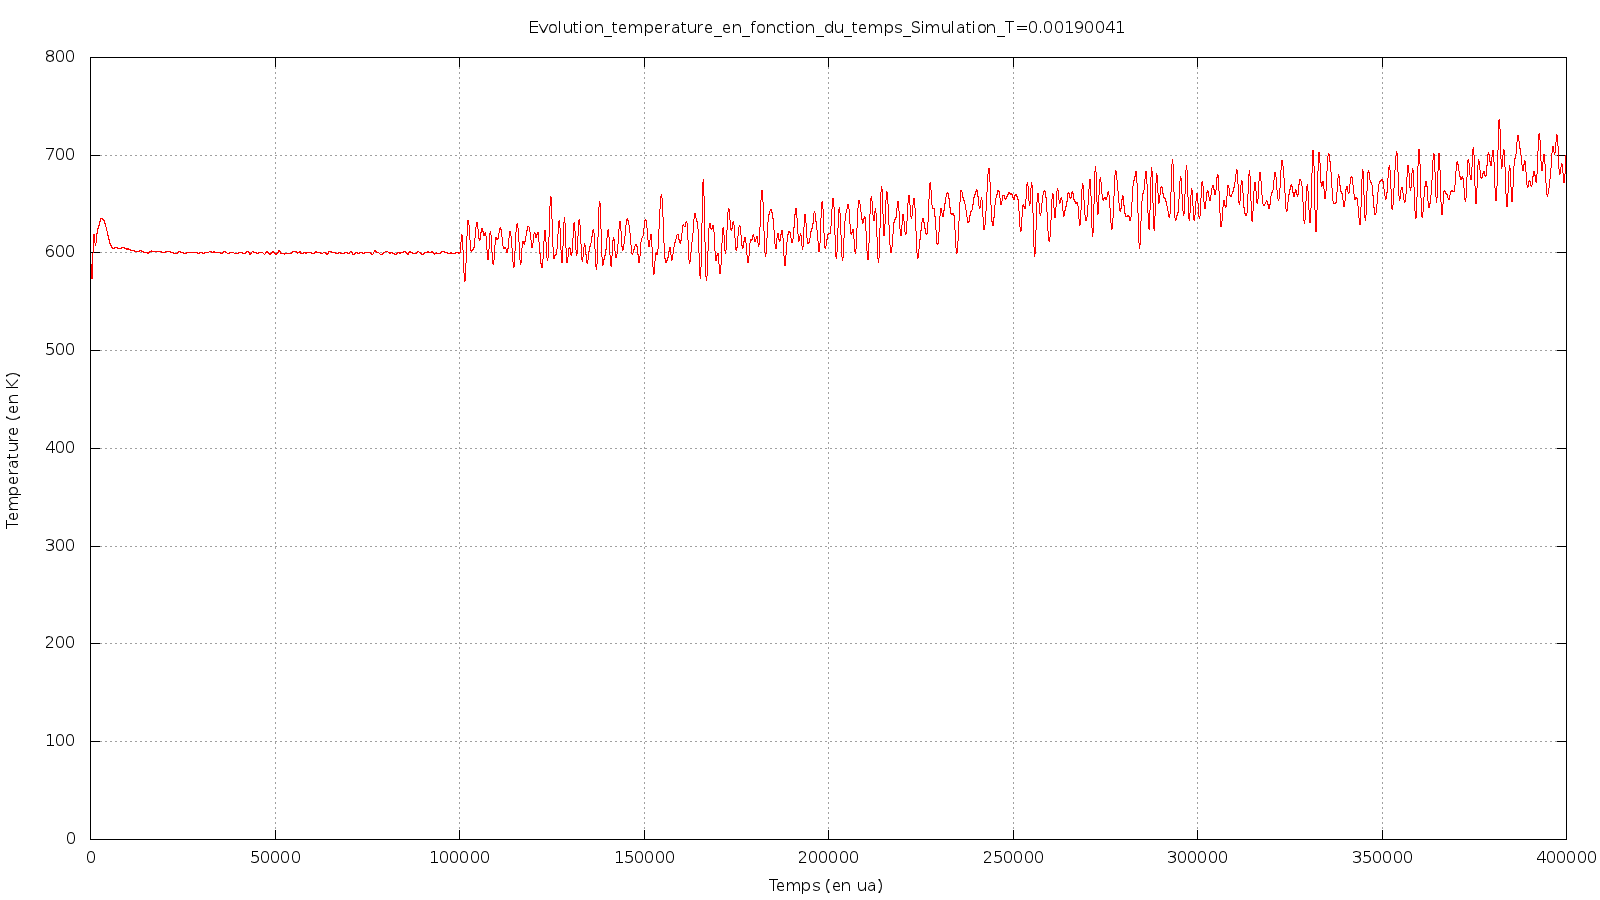 Evolution_temperature_en_fonction_du_temps_Simulation_T=0.00190041
800
700
600
500
400
300
200
100
0
Temperature (en K)
0 50000 100000 150000 200000 250000 300000 350000 400000
Temps (en ua)